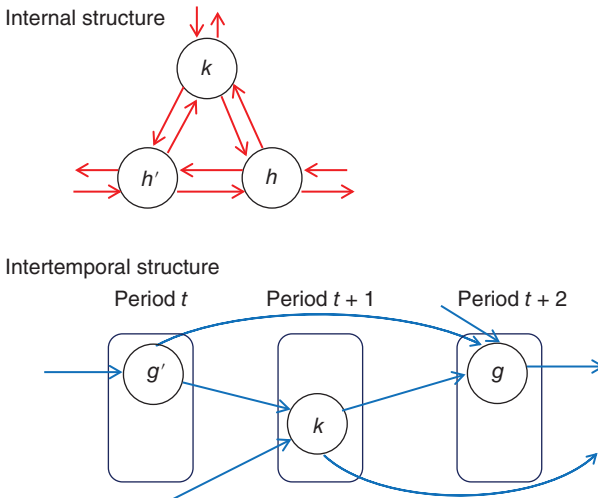 Internal structure
k
h′ h
Intertemporal structure
Period t Period t + 1 Period t + 2
g′ g
k